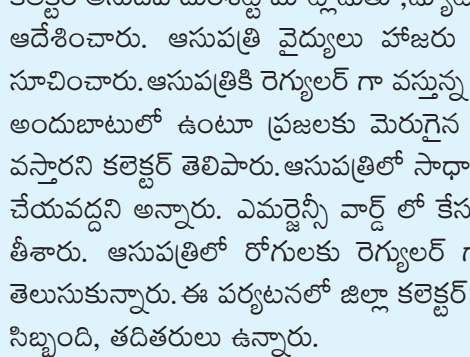 ఆదేశించారు. ఆసుపత్రి వైద్యులు హాజరు
సూచించారు. ఆసుపత్రికి రెగ్యులర్ గా వస్తున్న
అందుబాటులో ఉంటూ ప్రజలకు మెరుగైన
వస్తారని కలెక్టర్ తెలిపారు. ఆసుపత్రిలో
చేయవద్దని అన్నారు. ఎమర్జెన్సీ వార్డ్ లో
తీశారు. ఆసుపత్రిలో రోగులకు రెగ్యులర్
తెలుసుకున్నారు. ఈ పర్యటనలో జిల్లా కలెక్టర్
సిబ్బంది, తదితరులు ఉన్నారు.